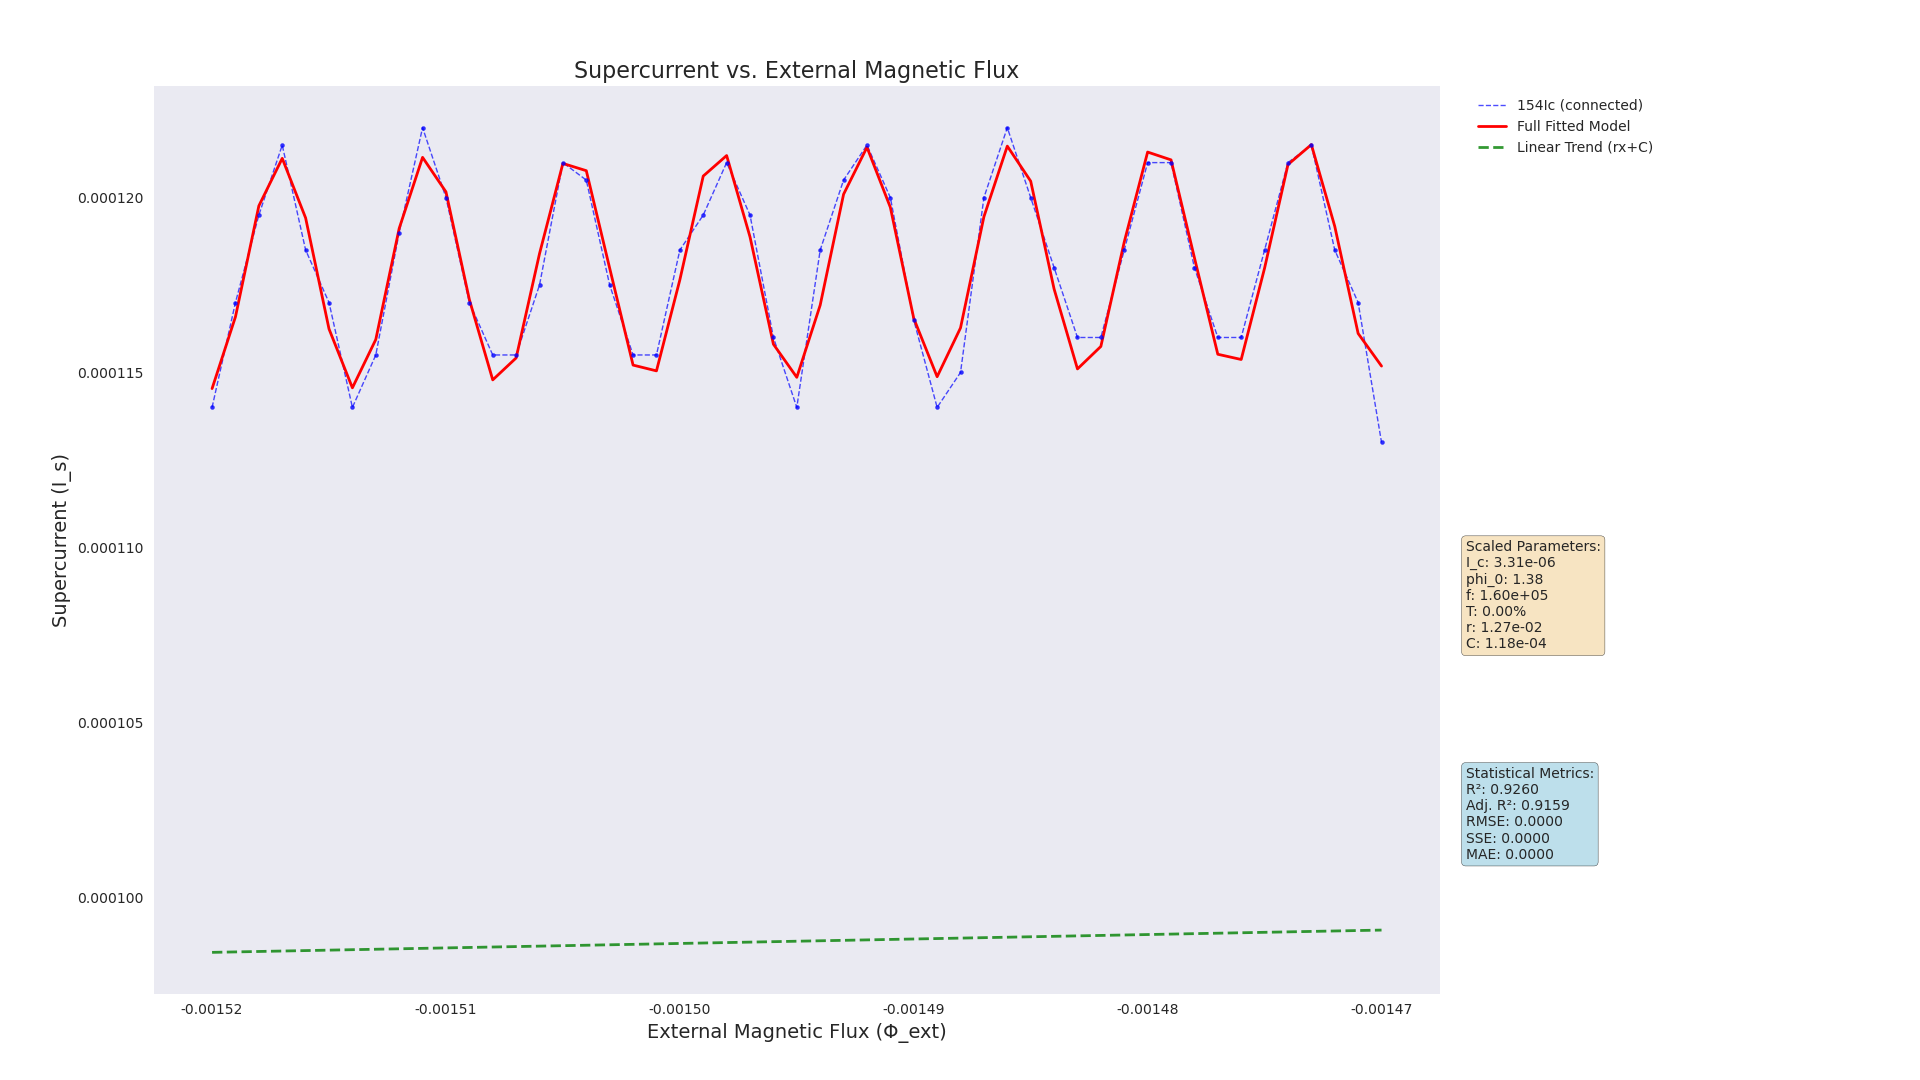 Supercurrent vs. External Magnetic Flux
154Ic (connected)
Full Fitted Model
Linear Trend (rx+C)
0.000120
0.000115
0.000110
0.000105
0.000100
Supercurrent (I_s)
-0.00152
-0.00151
-0.00150
-0.00149
-0.00148
-0.00147
External Magnetic Flux (Φ_ext)
Scaled Parameters:
I_c: 3.31e-06
phi_0: 1.38
f: 1.60e+05
T: 0.00%
r: 1.27e-02
C: 1.18e-04
Statistical Metrics:
R²: 0.9260
Adj. R²: 0.9159
RMSE: 0.0000
SSE: 0.0000
MAE: 0.0000